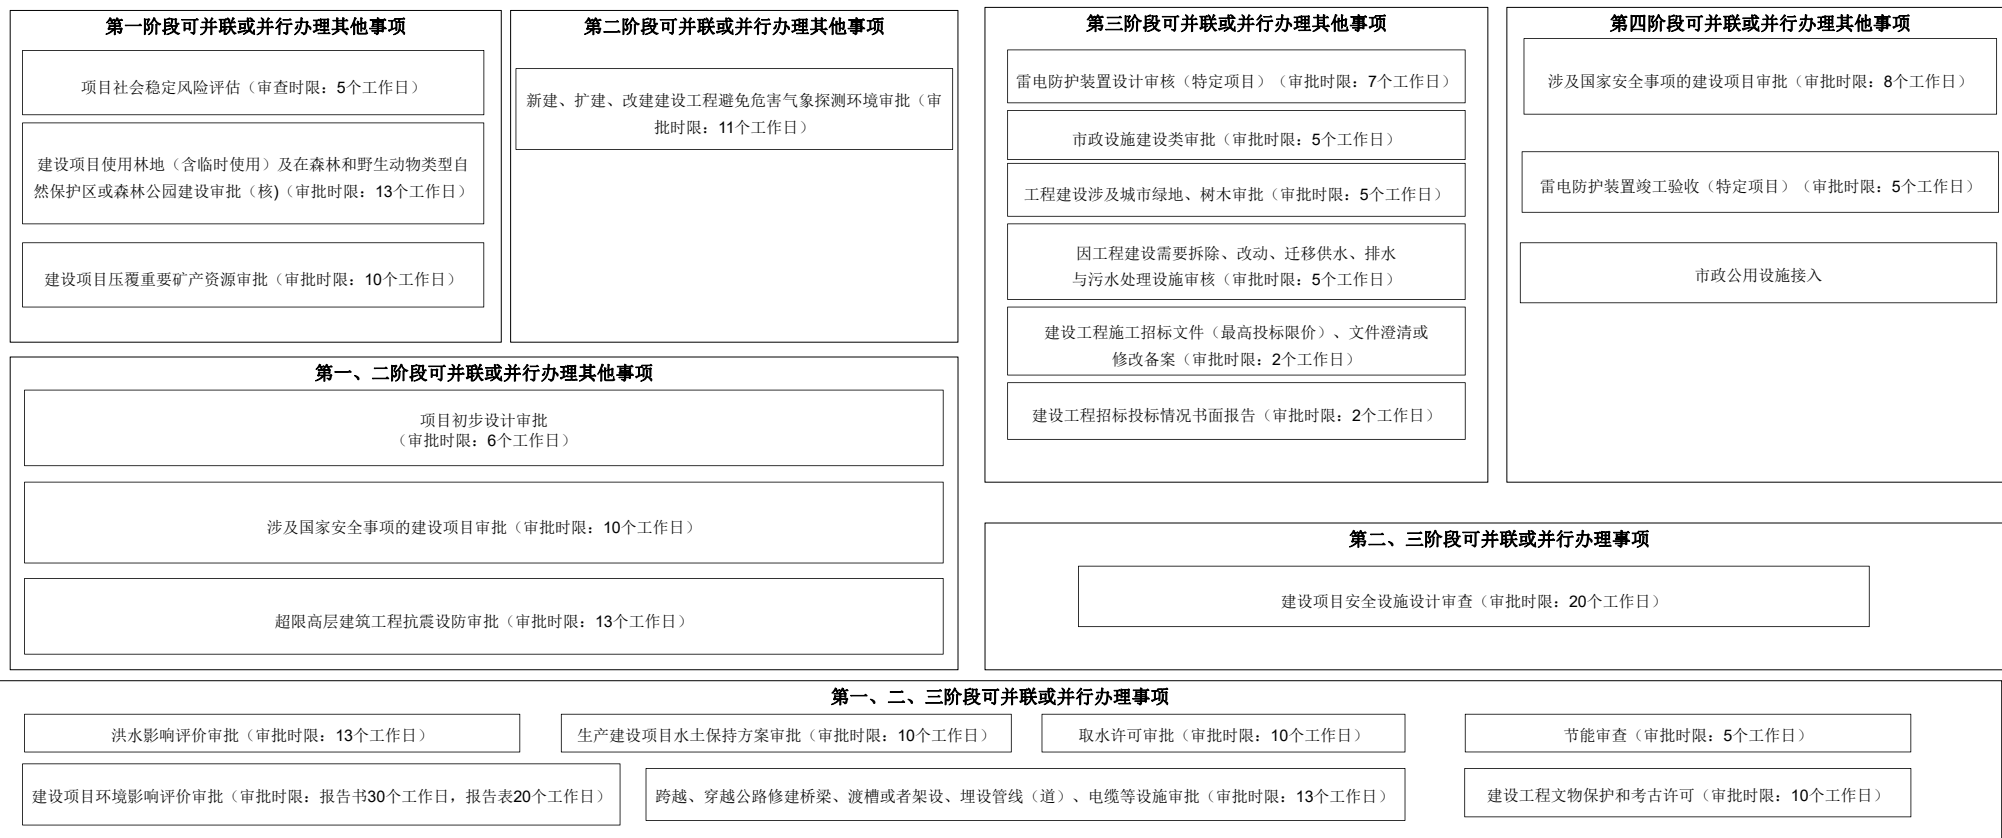 第一阶段可并联或并行办理其他事项
项目社会稳定风险评估（审查时限：5个工作日）
建设项目使用林地（含临时使用）及在森林和野生动物类型自
然保护区或森林公园建设审批（核)（审批时限：13个工作日）
建设项目压覆重要矿产资源审批（审批时限：10个工作日）
第二阶段可并联或并行办理其他事项
新建、扩建、改建建设工程避免危害气象探测环境审批（审
批时限：11个工作日）
第一、二阶段可并联或并行办理其他事项
项目初步设计审批
（审批时限：6个工作日）
涉及国家安全事项的建设项目审批（审批时限：10个工作日）
超限高层建筑工程抗震设防审批（审批时限：13个工作日）
第三阶段可并联或并行办理其他事项
雷电防护装置设计审核（特定项目）（审批时限：7个工作日）
市政设施建设类审批（审批时限：5个工作日）
工程建设涉及城市绿地、树木审批（审批时限：5个工作日）
因工程建设需要拆除、改动、迁移供水、排水
与污水处理设施审核（审批时限：5个工作日）
建设工程施工招标文件（最高投标限价）、文件澄清或
修改备案（审批时限：2个工作日）
建设工程招标投标情况书面报告（审批时限：2个工作日）
第四阶段可并联或并行办理其他事项
涉及国家安全事项的建设项目审批（审批时限：8个工作日）
雷电防护装置竣工验收（特定项目）（审批时限：5个工作日）
市政公用设施接入
第二、三阶段可并联或并行办理事项
建设项目安全设施设计审查（审批时限：20个工作日）
第一、二、三阶段可并联或并行办理事项
洪水影响评价审批（审批时限：13个工作日）
生产建设项目水土保持方案审批（审批时限：10个工作日）
取水许可审批（审批时限：10个工作日）
节能审查（审批时限：5个工作日）
建设项目环境影响评价审批（审批时限：报告书30个工作日，报告表20个工作日）
跨越、穿越公路修建桥梁、渡槽或者架设、埋设管线（道）、电缆等设施审批（审批时限：13个工作日）
建设工程文物保护和考古许可（审批时限：10个工作日）